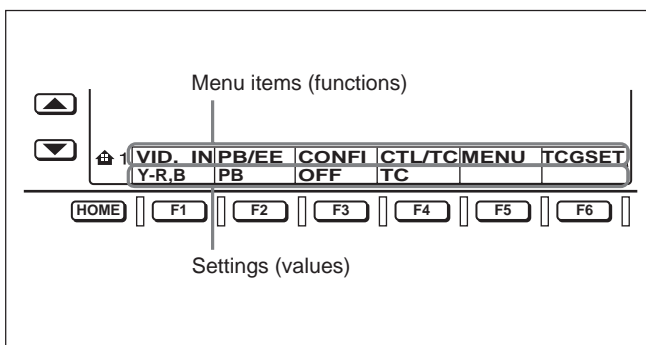 Menu items (functions)
1 VID. IN PB/EE CONFI CTL/TC MENU TCGSET
Y-R,B PB OFF TC
HOME F1 F2 F3 F4 F5 F6
Settings (values)